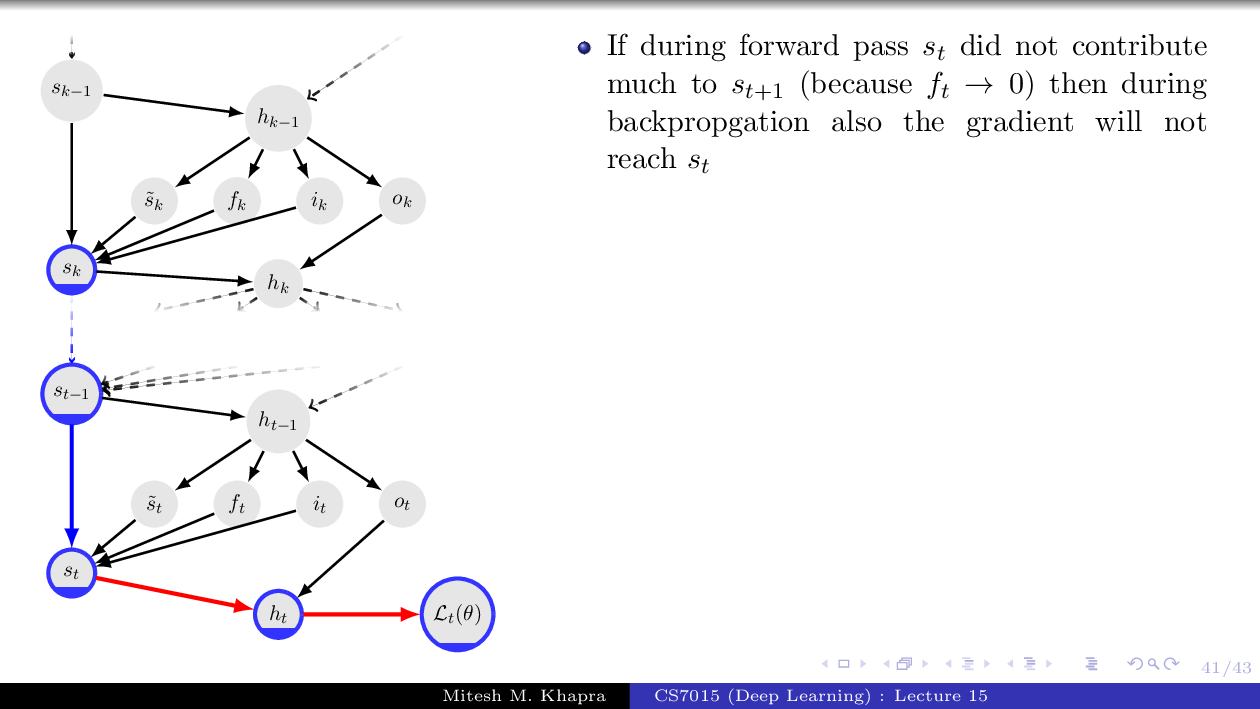 If during forward pass s_t did not contribute
much to s_{t+1} (because f_t → 0) then during
backpropgation also the gradient will not
reach s_t
s_{k−1}
h_{k−1}
s̃_k f_k i_k o_k
s_k
h_k
s_{t−1}
h_{t−1}
s̃_t f_t i_t o_t
s_t
h_t ℒ_t(θ)
41/43
Mitesh M. Khapra CS7015 (Deep Learning) : Lecture 15